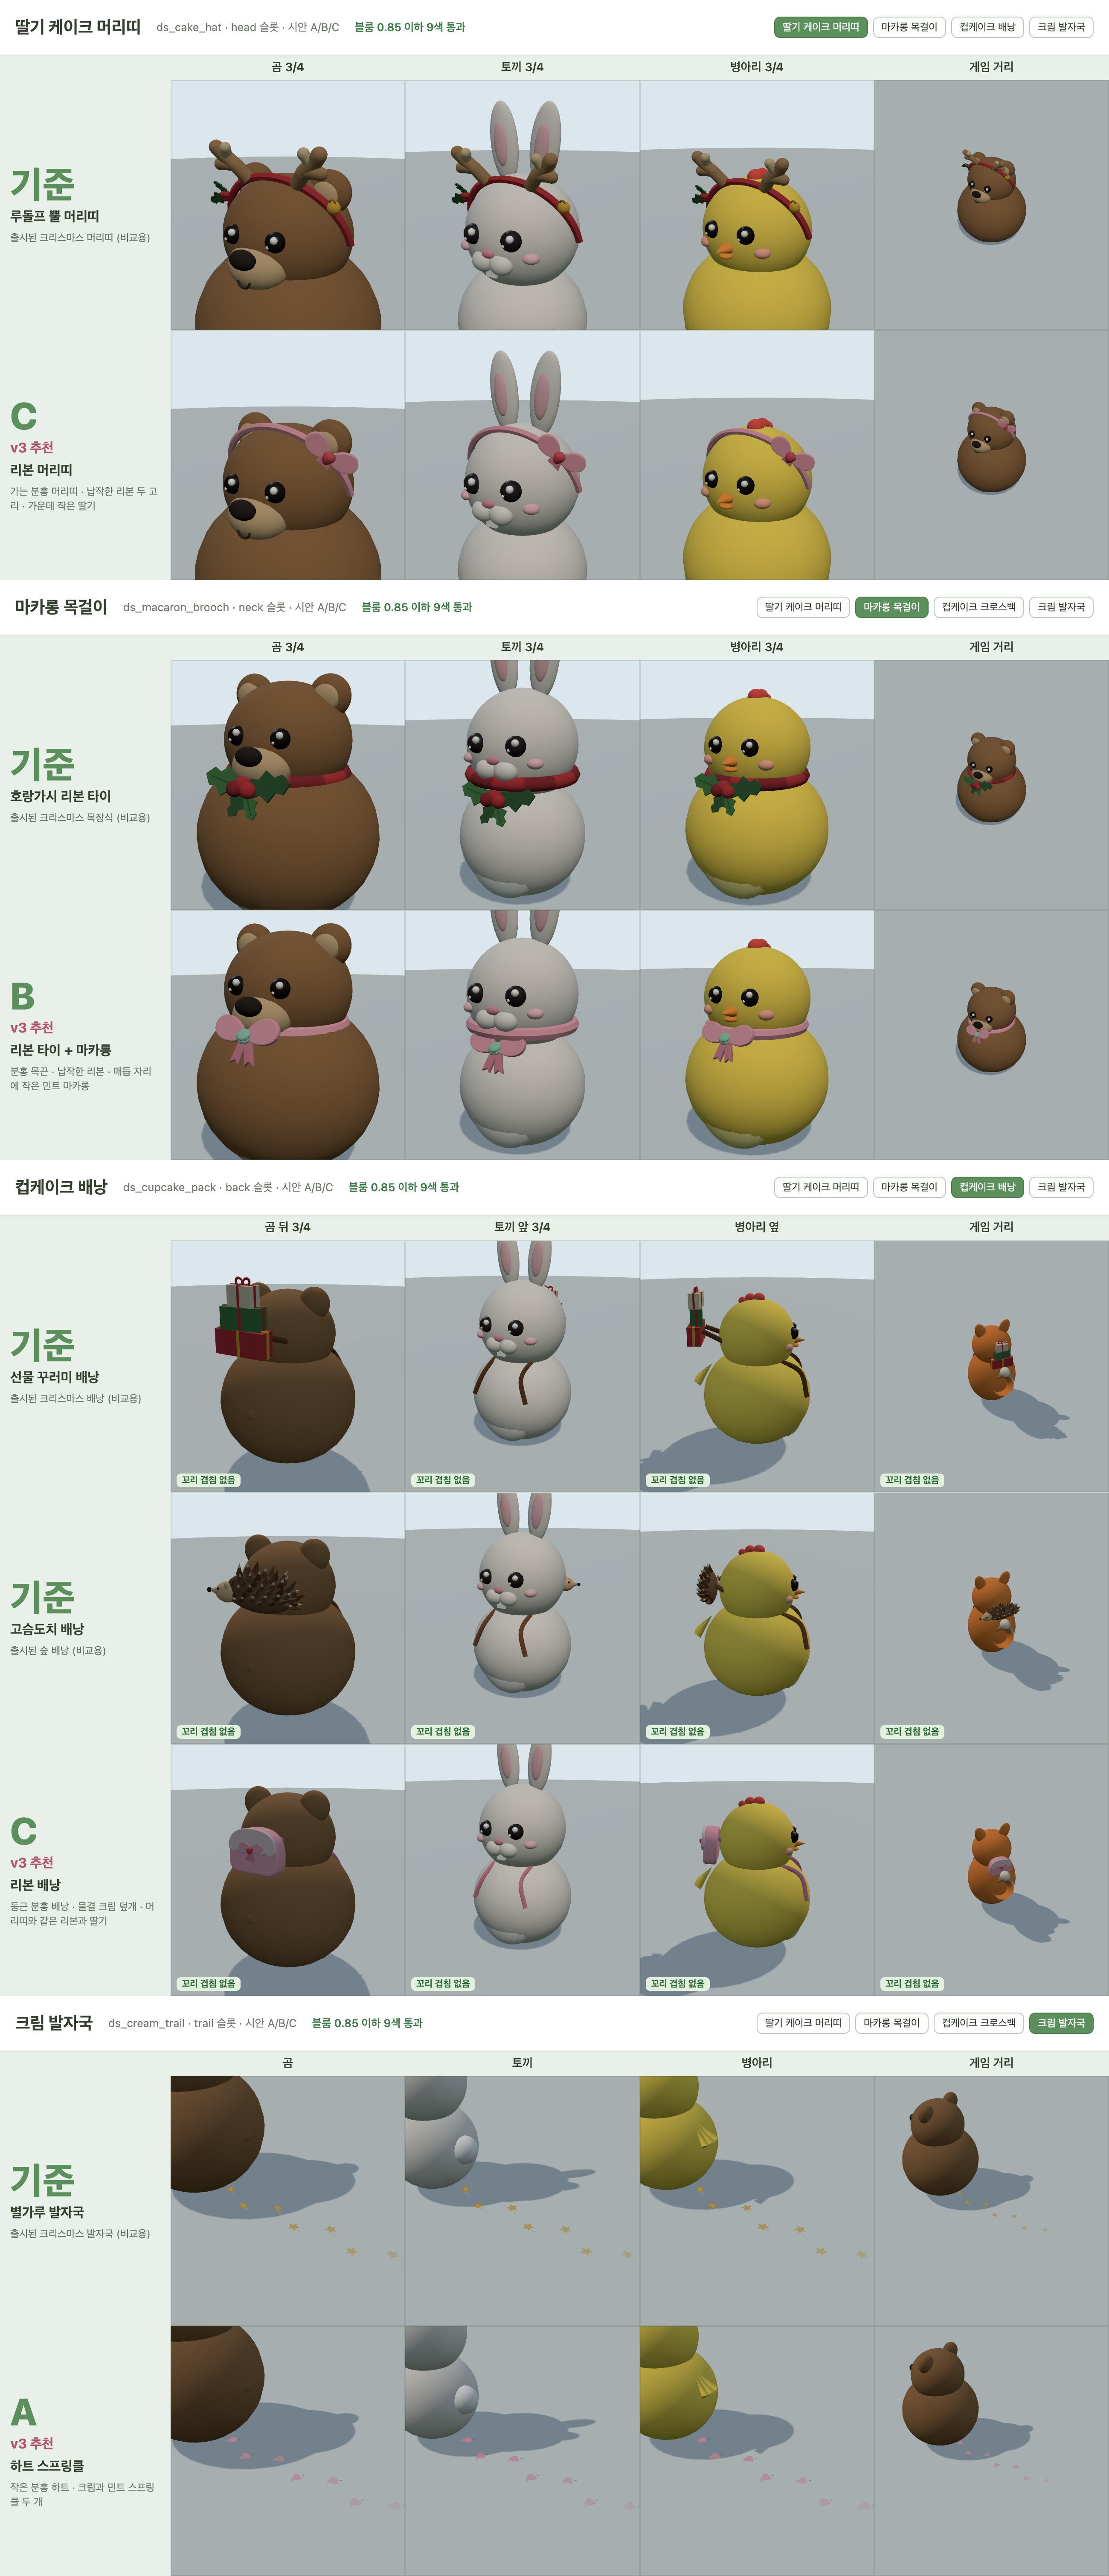 딸기 케이크 머리띠 ds_cake_hat · head 슬롯 · 시안 A/B/C 블룸 0.85 이하 9색 통과 딸기 케이크 머리띠 마카롱 목걸이 컵케이크 배낭 크림 발자국
곰 3/4 토끼 3/4 병아리 3/4 게임 거리
기준
루돌프 뿔 머리띠
출시된 크리스마스 머리띠 (비교용)
C
v3 추천
리본 머리띠
가는 분홍 머리띠 · 납작한 리본 두 고
리 · 가운데 작은 딸기
마카롱 목걸이 ds_macaron_brooch · neck 슬롯 · 시안 A/B/C 블룸 0.85 이하 9색 통과 딸기 케이크 머리띠 마카롱 목걸이 컵케이크 크로스백 크림 발자국
곰 3/4 토끼 3/4 병아리 3/4 게임 거리
기준
호랑가시 리본 타이
출시된 크리스마스 목장식 (비교용)
B
v3 추천
리본 타이 + 마카롱
분홍 목끈 · 납작한 리본 · 매듭 자리
에 작은 민트 마카롱
컵케이크 배낭 ds_cupcake_pack · back 슬롯 · 시안 A/B/C 블룸 0.85 이하 9색 통과 딸기 케이크 머리띠 마카롱 목걸이 컵케이크 배낭 크림 발자국
곰 뒤 3/4 토끼 앞 3/4 병아리 옆 게임 거리
기준
선물 꾸러미 배낭
출시된 크리스마스 배낭 (비교용)
꼬리 겹침 없음 꼬리 겹침 없음 꼬리 겹침 없음 꼬리 겹침 없음
기준
고슴도치 배낭
출시된 숲 배낭 (비교용)
꼬리 겹침 없음 꼬리 겹침 없음 꼬리 겹침 없음 꼬리 겹침 없음
C
v3 추천
리본 배낭
둥근 분홍 배낭 · 물결 크림 덮개 · 머
리띠와 같은 리본과 딸기
꼬리 겹침 없음 꼬리 겹침 없음 꼬리 겹침 없음 꼬리 겹침 없음
크림 발자국 ds_cream_trail · trail 슬롯 · 시안 A/B/C 블룸 0.85 이하 9색 통과 딸기 케이크 머리띠 마카롱 목걸이 컵케이크 크로스백 크림 발자국
곰 토끼 병아리 게임 거리
기준
별가루 발자국
출시된 크리스마스 발자국 (비교용)
A
v3 추천
하트 스프링클
작은 분홍 하트 · 크림과 민트 스프링
클 두 개